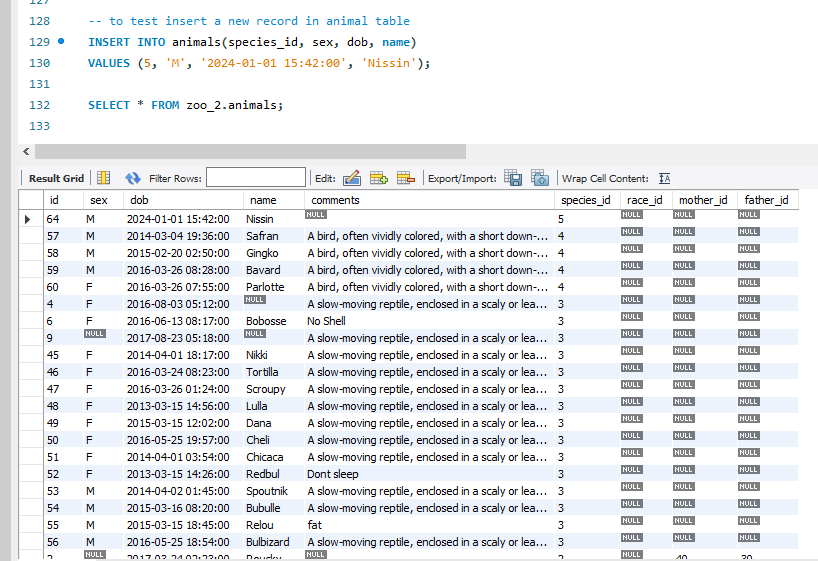 127
128 -- to test insert a new record in animal table
129 INSERT INTO animals(species_id, sex, dob, name)
130 VALUES (5, 'M', '2024-01-01 15:42:00', 'Nissin');
131
132 SELECT * FROM zoo_2.animals;
133
Result Grid Filter Rows: Edit: Export/Import: Wrap Cell Content:
id sex dob name comments species_id race_id mother_id father_id
64 M 2024-01-01 15:42:00 Nissin NULL 5 NULL NULL NULL
57 M 2014-03-04 19:36:00 Safran A bird, often vividly colored, with a short down-... 4 NULL NULL NULL
58 M 2015-02-20 02:50:00 Gingko A bird, often vividly colored, with a short down-... 4 NULL NULL NULL
59 M 2016-03-26 08:28:00 Bavard A bird, often vividly colored, with a short down-... 4 NULL NULL NULL
60 F 2016-03-26 07:55:00 Parlotte A bird, often vividly colored, with a short down-... 4 NULL NULL NULL
4 F 2016-08-03 05:12:00 NULL A slow-moving reptile, enclosed in a scaly or lea... 3 NULL NULL NULL
6 F 2016-06-13 08:17:00 Bobosse No Shell 3 NULL NULL NULL
9 NULL 2017-08-23 05:18:00 NULL A slow-moving reptile, enclosed in a scaly or lea... 3 NULL NULL NULL
45 F 2014-04-01 18:17:00 Nikki A slow-moving reptile, enclosed in a scaly or lea... 3 NULL NULL NULL
46 F 2016-03-24 08:23:00 Tortilla A slow-moving reptile, enclosed in a scaly or lea... 3 NULL NULL NULL
47 F 2016-03-26 01:24:00 Scroupy A slow-moving reptile, enclosed in a scaly or lea... 3 NULL NULL NULL
48 F 2013-03-15 14:56:00 Lulla A slow-moving reptile, enclosed in a scaly or lea... 3 NULL NULL NULL
49 F 2015-03-15 12:02:00 Dana A slow-moving reptile, enclosed in a scaly or lea... 3 NULL NULL NULL
50 F 2016-05-25 19:57:00 Cheli A slow-moving reptile, enclosed in a scaly or lea... 3 NULL NULL NULL
51 F 2014-04-01 03:54:00 Chicaca A slow-moving reptile, enclosed in a scaly or lea... 3 NULL NULL NULL
52 F 2013-03-15 14:26:00 Redbul Dont sleep 3 NULL NULL NULL
53 M 2014-04-02 01:45:00 Spoutnik A slow-moving reptile, enclosed in a scaly or lea... 3 NULL NULL NULL
54 M 2015-03-16 08:20:00 Bubulle A slow-moving reptile, enclosed in a scaly or lea... 3 NULL NULL NULL
55 M 2015-03-15 18:45:00 Relou fat 3 NULL NULL NULL
56 M 2016-05-25 18:54:00 Bulbizard A slow-moving reptile, enclosed in a scaly or lea... 3 NULL NULL NULL
NULL NULL